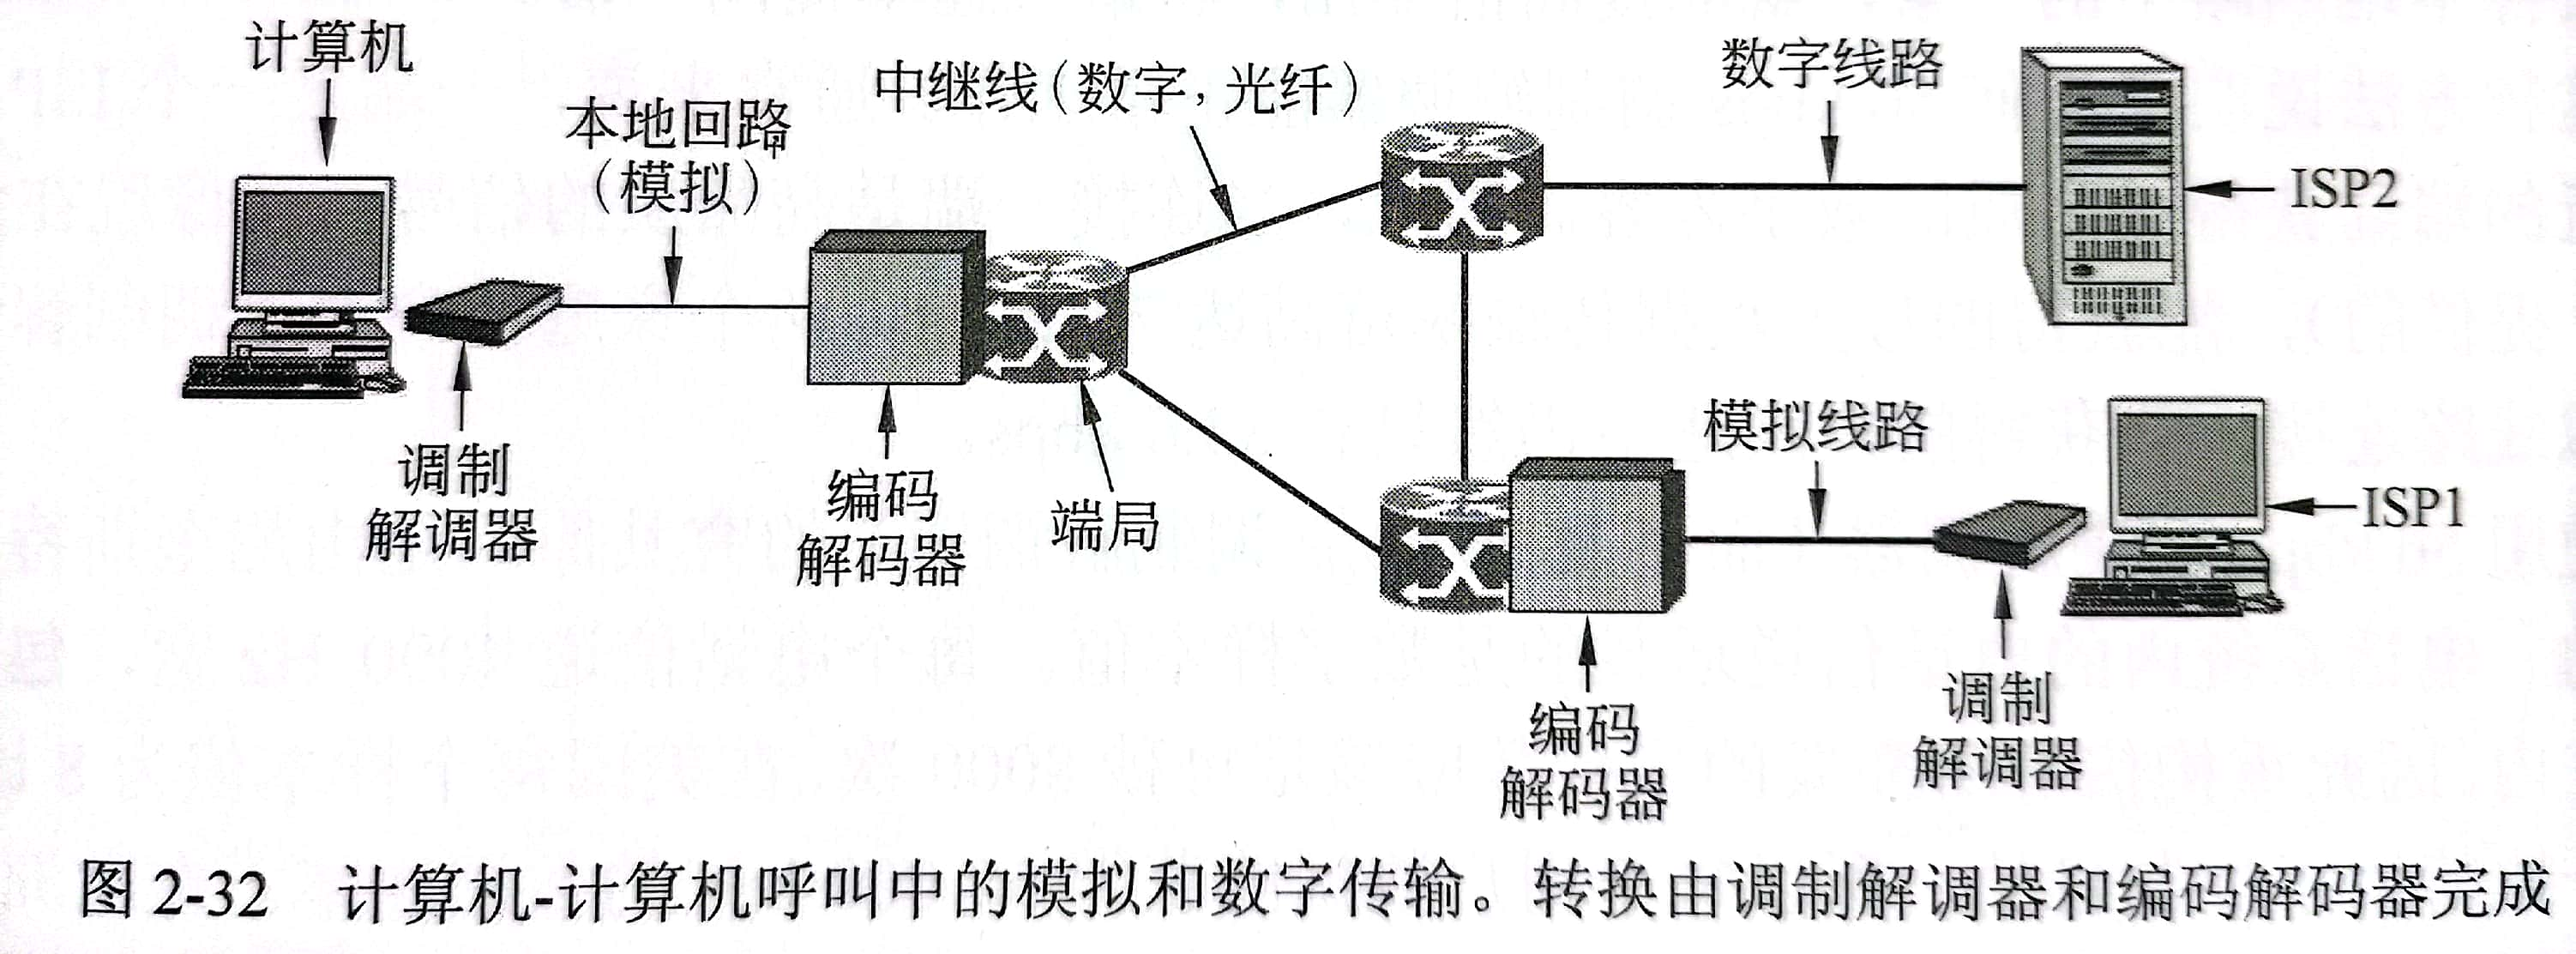 计算机
本地回路
（模拟）
中继线（数字，光纤）
数字线路
ISP2
调制
解调器
编码
解码器
端局
模拟线路
ISP1
编码
解码器
调制
解调器
图 2-32 计算机-计算机呼叫中的模拟和数字传输。转换由调制解调器和编码解码器完成